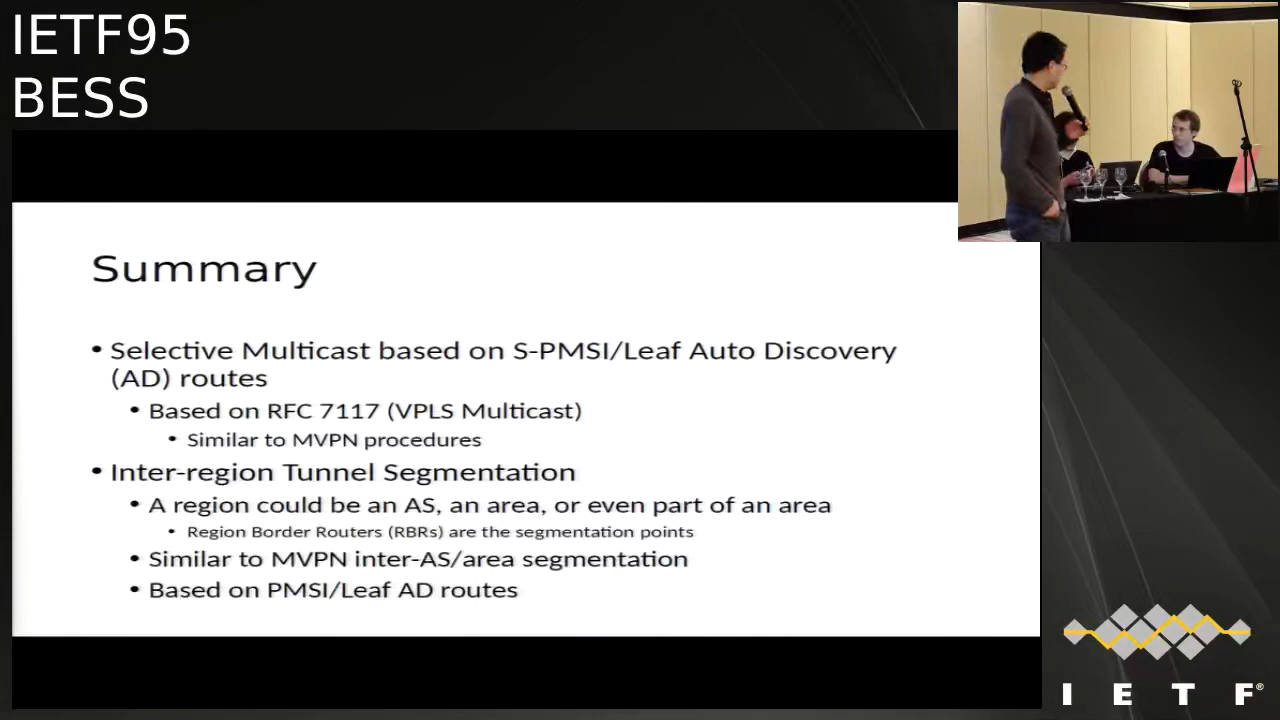 IETF95
BESS
Summary
• Selective Multicast based on S-PMSI/Leaf Auto Discovery
(AD) routes
• Based on RFC 7117 (VPLS Multicast)
• Similar to MVPN procedures
• Inter-region Tunnel Segmentation
• A region could be an AS, an area, or even part of an area
• Region Border Routers (RBRs) are the segmentation points
• Similar to MVPN inter-AS/area segmentation
• Based on PMSI/Leaf AD routes
I E T F®